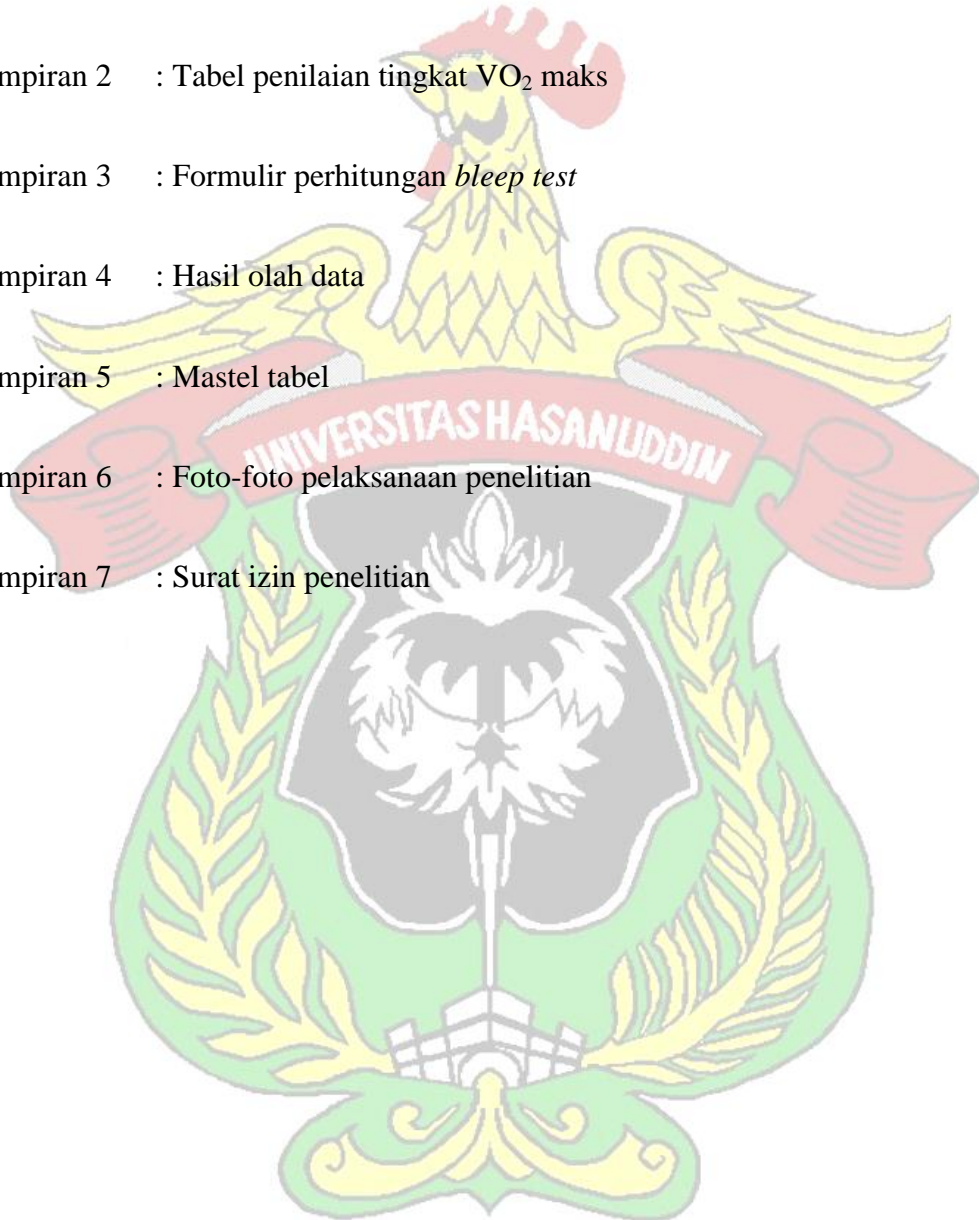 mpiran 2 : Tabel penilaian tingkat VO₂ maks
mpiran 3 : Formulir perhitungan bleep test
mpiran 4 : Hasil olah data
mpiran 5 : Mastel tabel
UNIVERSITAS HASANUDDIN
mpiran 6 : Foto-foto pelaksanaan penelitian
mpiran 7 : Surat izin penelitian